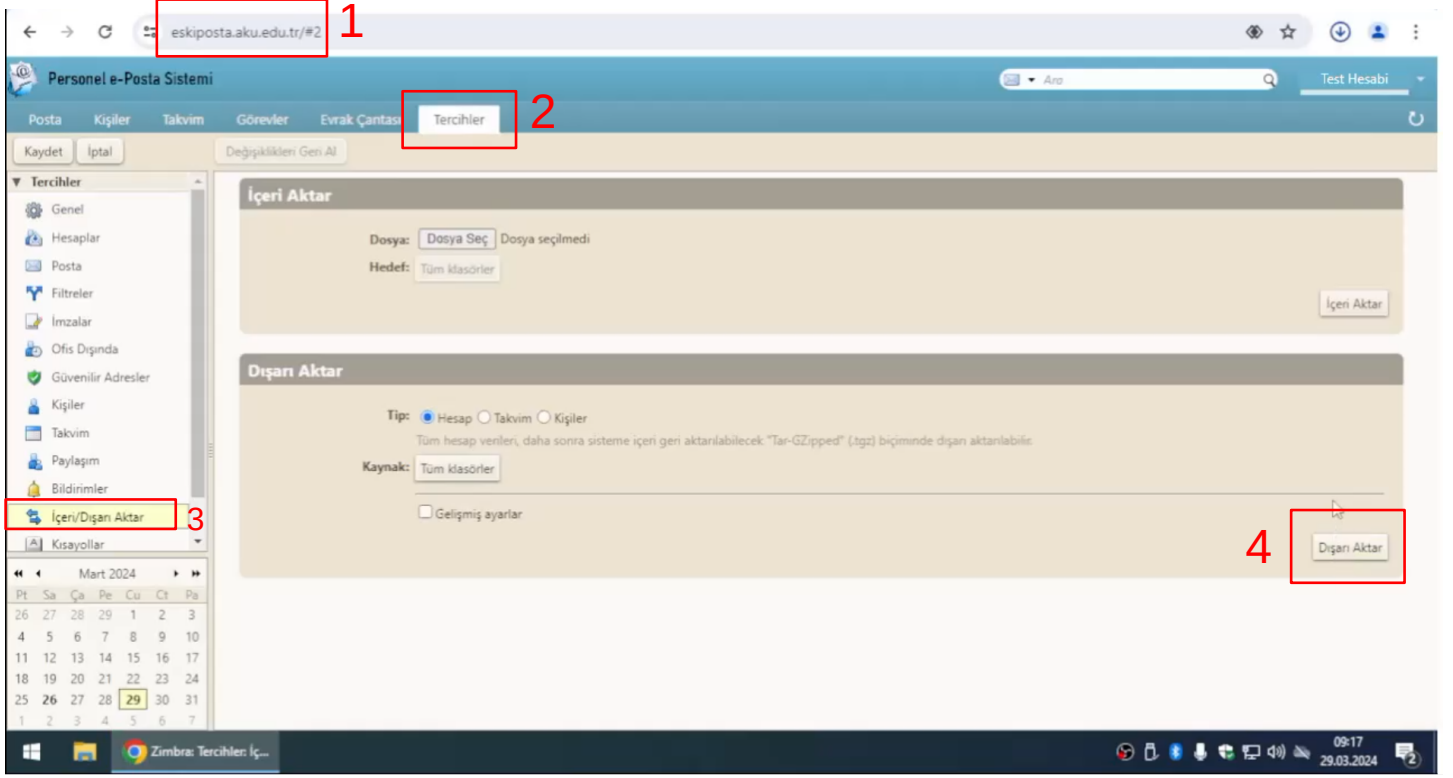 eskiposta.aku.edu.tr/#2
1
Personel e-Posta Sistemi
Ara
Test Hesabi
Posta Kişiler Takvim Görevler Evrak Çantası Tercihler
2
Kaydet İptal Değişiklikleri Geri Al
Tercihler
Genel
Hesaplar
Posta
Filtreler
İmzalar
Ofis Dışında
Güvenilir Adresler
Kişiler
Takvim
Paylaşım
Bildirimler
İçeri/Dışarı Aktar
3
Kısayollar
İçeri Aktar
Dosya: Dosya Seç Dosya seçilmedi
Hedef: Tüm klasörler
İçeri Aktar
Dışarı Aktar
Tip: Hesap Takvim Kişiler
Tüm hesap verileri, daha sonra sisteme içeri geri aktarılabilecek "Tar-GZipped" (.tgz) biçiminde dışarı aktarılabilir.
Kaynak: Tüm klasörler
Gelişmiş ayarlar
4
Dışarı Aktar
Mart 2024
Pt Sa Ça Pe Cu Ct Pa
26 27 28 29 1 2 3
4 5 6 7 8 9 10
11 12 13 14 15 16 17
18 19 20 21 22 23 24
25 26 27 28 29 30 31
1 2 3 4 5 6 7
Zimbra: Tercihler: İç...
09:17
29.03.2024
2